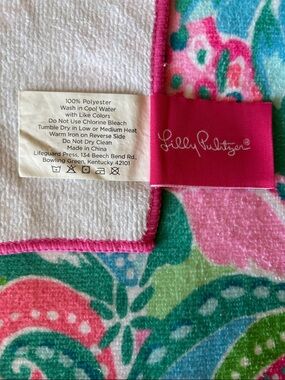 100% Polyester
Wash in Cool Water
with Like Colors
Do Not Use Chlorine Bleach
Tumble Dry in Low or Medium Heat
Warm Iron on Reverse Side
Do Not Dry Clean
Made in China
Lifeguard Press, 134 Beech Bend Rd.,
Bowling Green, Kentucky 42101
Lilly Pulitzer®